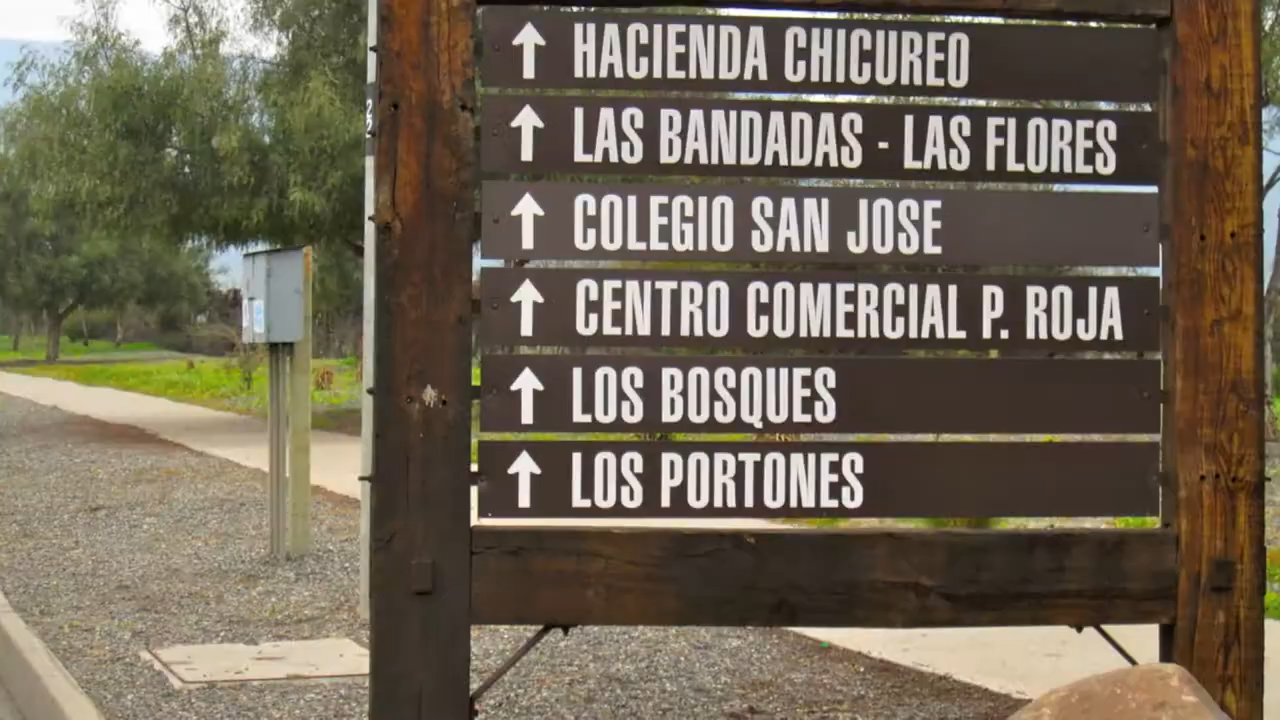 ↑ HACIENDA CHICUREO
↑ LAS BANDADAS - LAS FLORES
↑ COLEGIO SAN JOSE
↑ CENTRO COMERCIAL P. ROJA
↑ LOS BOSQUES
↑ LOS PORTONES